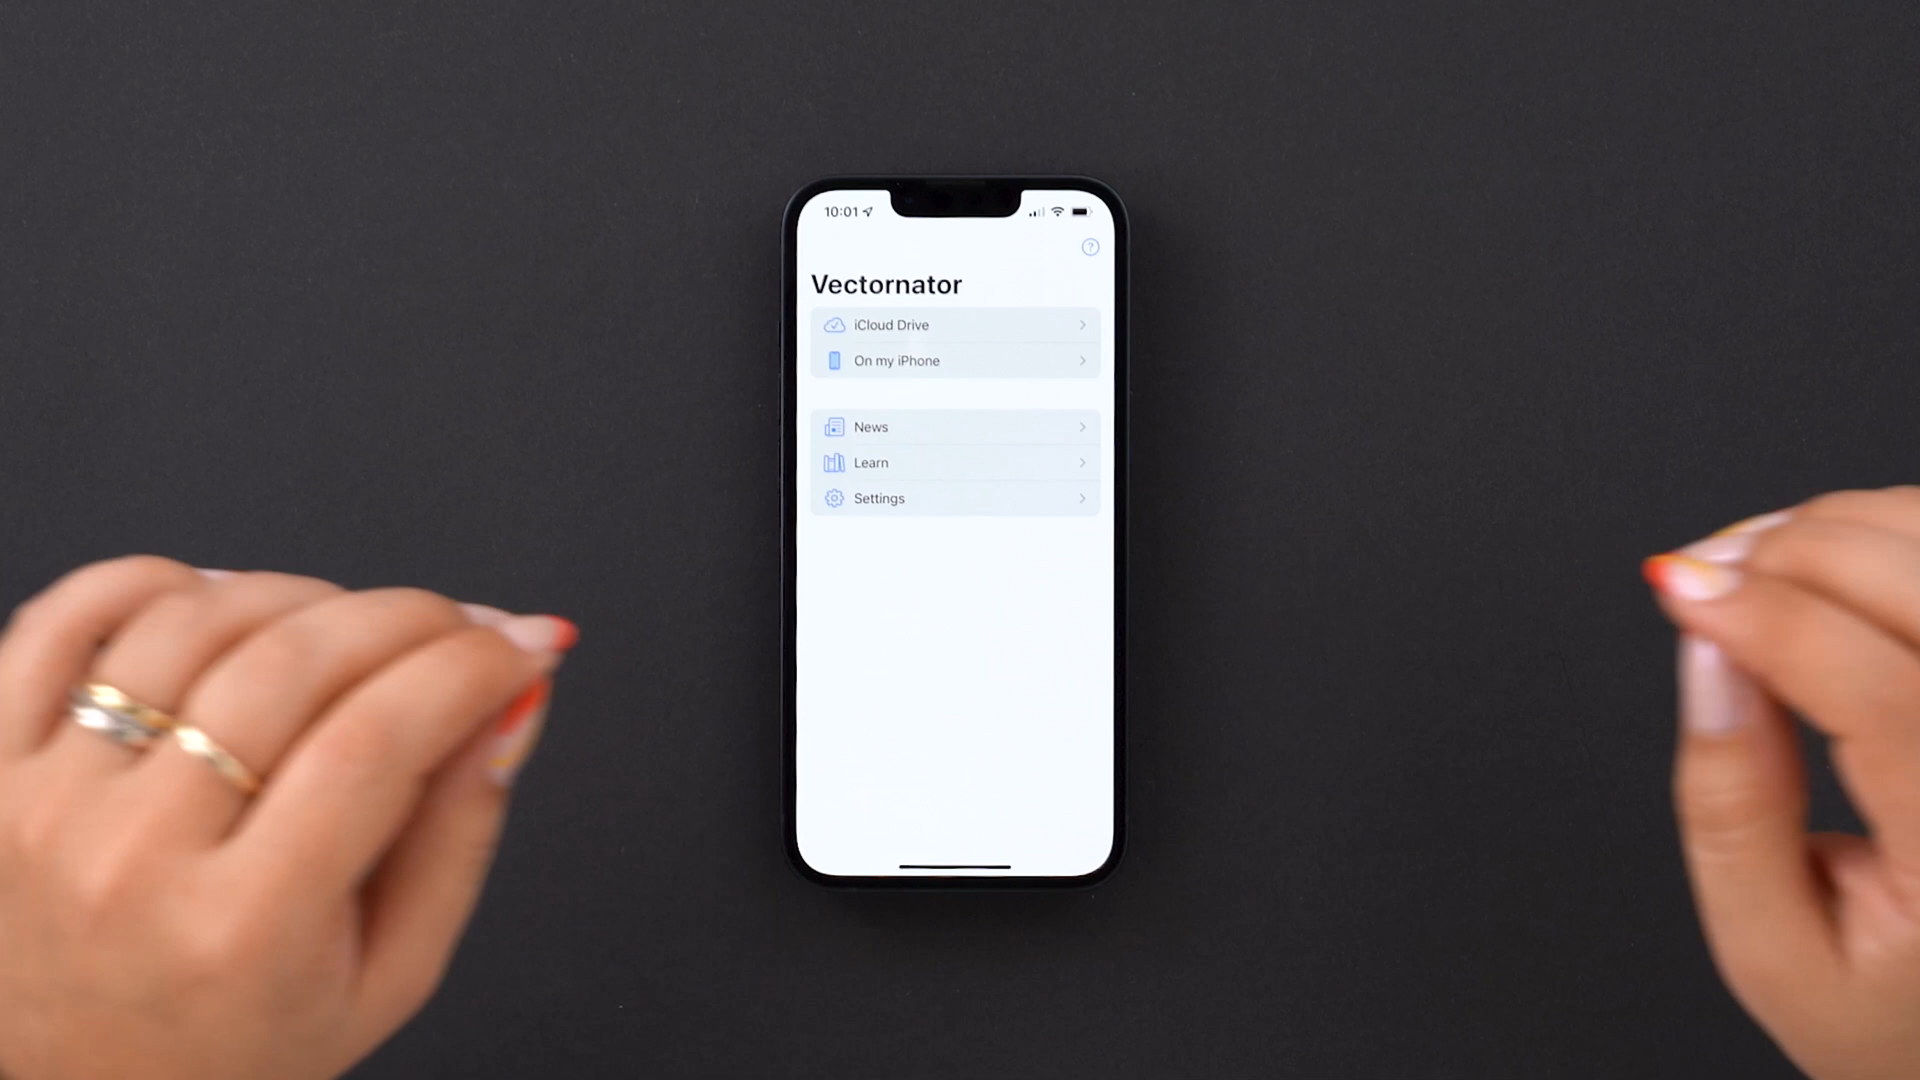 10:01
?
Vectornator
iCloud Drive
On my iPhone
News
Learn
Settings